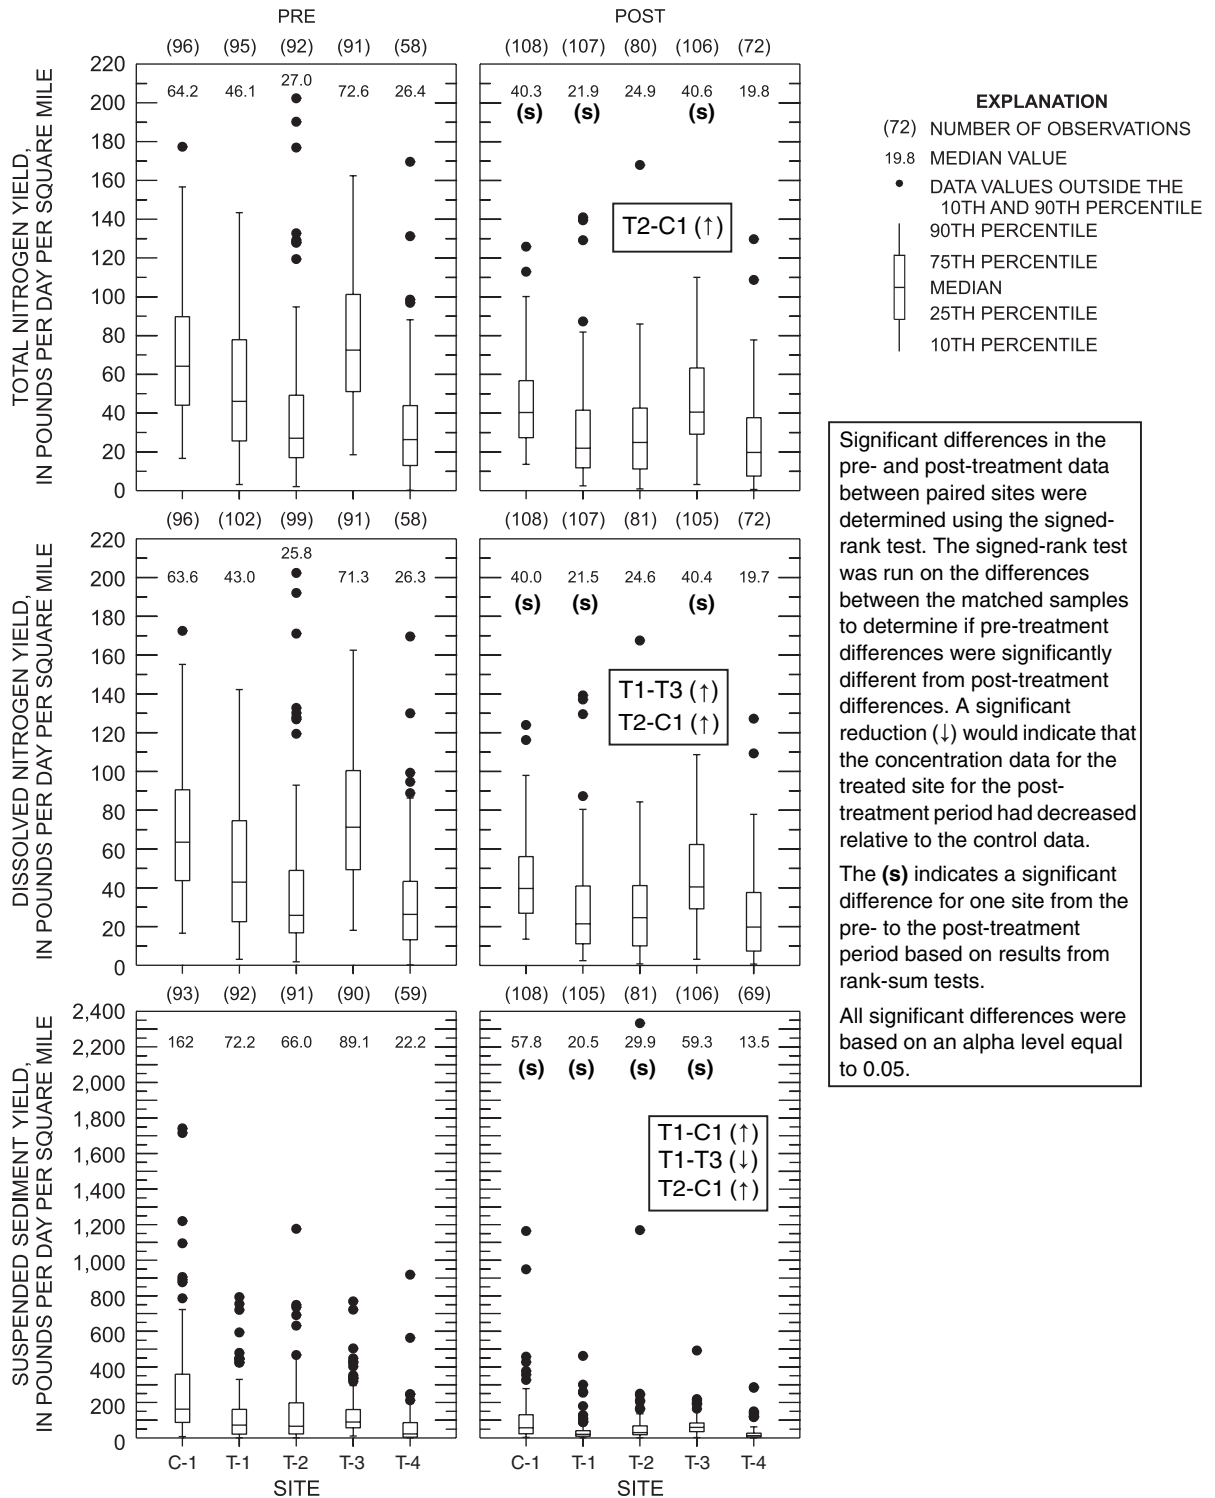 PRE
POST
(96) (95) (92) (91) (58)
(108) (107) (80) (106) (72)
TOTAL NITROGEN YIELD,
IN POUNDS PER DAY PER SQUARE MILE
220
200
180
160
140
120
100
80
60
40
20
0
64.2 46.1 27.0 72.6 26.4
40.3 21.9 24.9 40.6 19.8
(s) (s) (s)
T2-C1 (↑)
EXPLANATION
(72) NUMBER OF OBSERVATIONS
19.8 MEDIAN VALUE
DATA VALUES OUTSIDE THE
10TH AND 90TH PERCENTILE
90TH PERCENTILE
75TH PERCENTILE
MEDIAN
25TH PERCENTILE
10TH PERCENTILE
(96) (102) (99) (91) (58)
(108) (107) (81) (105) (72)
DISSOLVED NITROGEN YIELD,
IN POUNDS PER DAY PER SQUARE MILE
220
200
180
160
140
120
100
80
60
40
20
0
63.6 43.0 25.8 71.3 26.3
40.0 21.5 24.6 40.4 19.7
(s) (s) (s)
T1-T3 (↑)
T2-C1 (↑)
(93) (92) (91) (90) (59)
(108) (105) (81) (106) (69)
SUSPENDED SEDIMENT YIELD,
IN POUNDS PER DAY PER SQUARE MILE
2,400
2,200
2,000
1,800
1,600
1,400
1,200
1,000
800
600
400
200
0
162 72.2 66.0 89.1 22.2
57.8 20.5 29.9 59.3 13.5
(s) (s) (s) (s)
T1-C1 (↑)
T1-T3 (↓)
T2-C1 (↑)
C-1 T-1 T-2 T-3 T-4
SITE
C-1 T-1 T-2 T-3 T-4
SITE
Significant differences in the
pre- and post-treatment data
between paired sites were
determined using the signed-
rank test. The signed-rank test
was run on the differences
between the matched samples
to determine if pre-treatment
differences were significantly
different from post-treatment
differences. A significant
reduction (↓) would indicate that
the concentration data for the
treated site for the post-
treatment period had decreased
relative to the control data.
The (s) indicates a significant
difference for one site from the
pre- to the post-treatment
period based on results from
rank-sum tests.
All significant differences were
based on an alpha level equal
to 0.05.